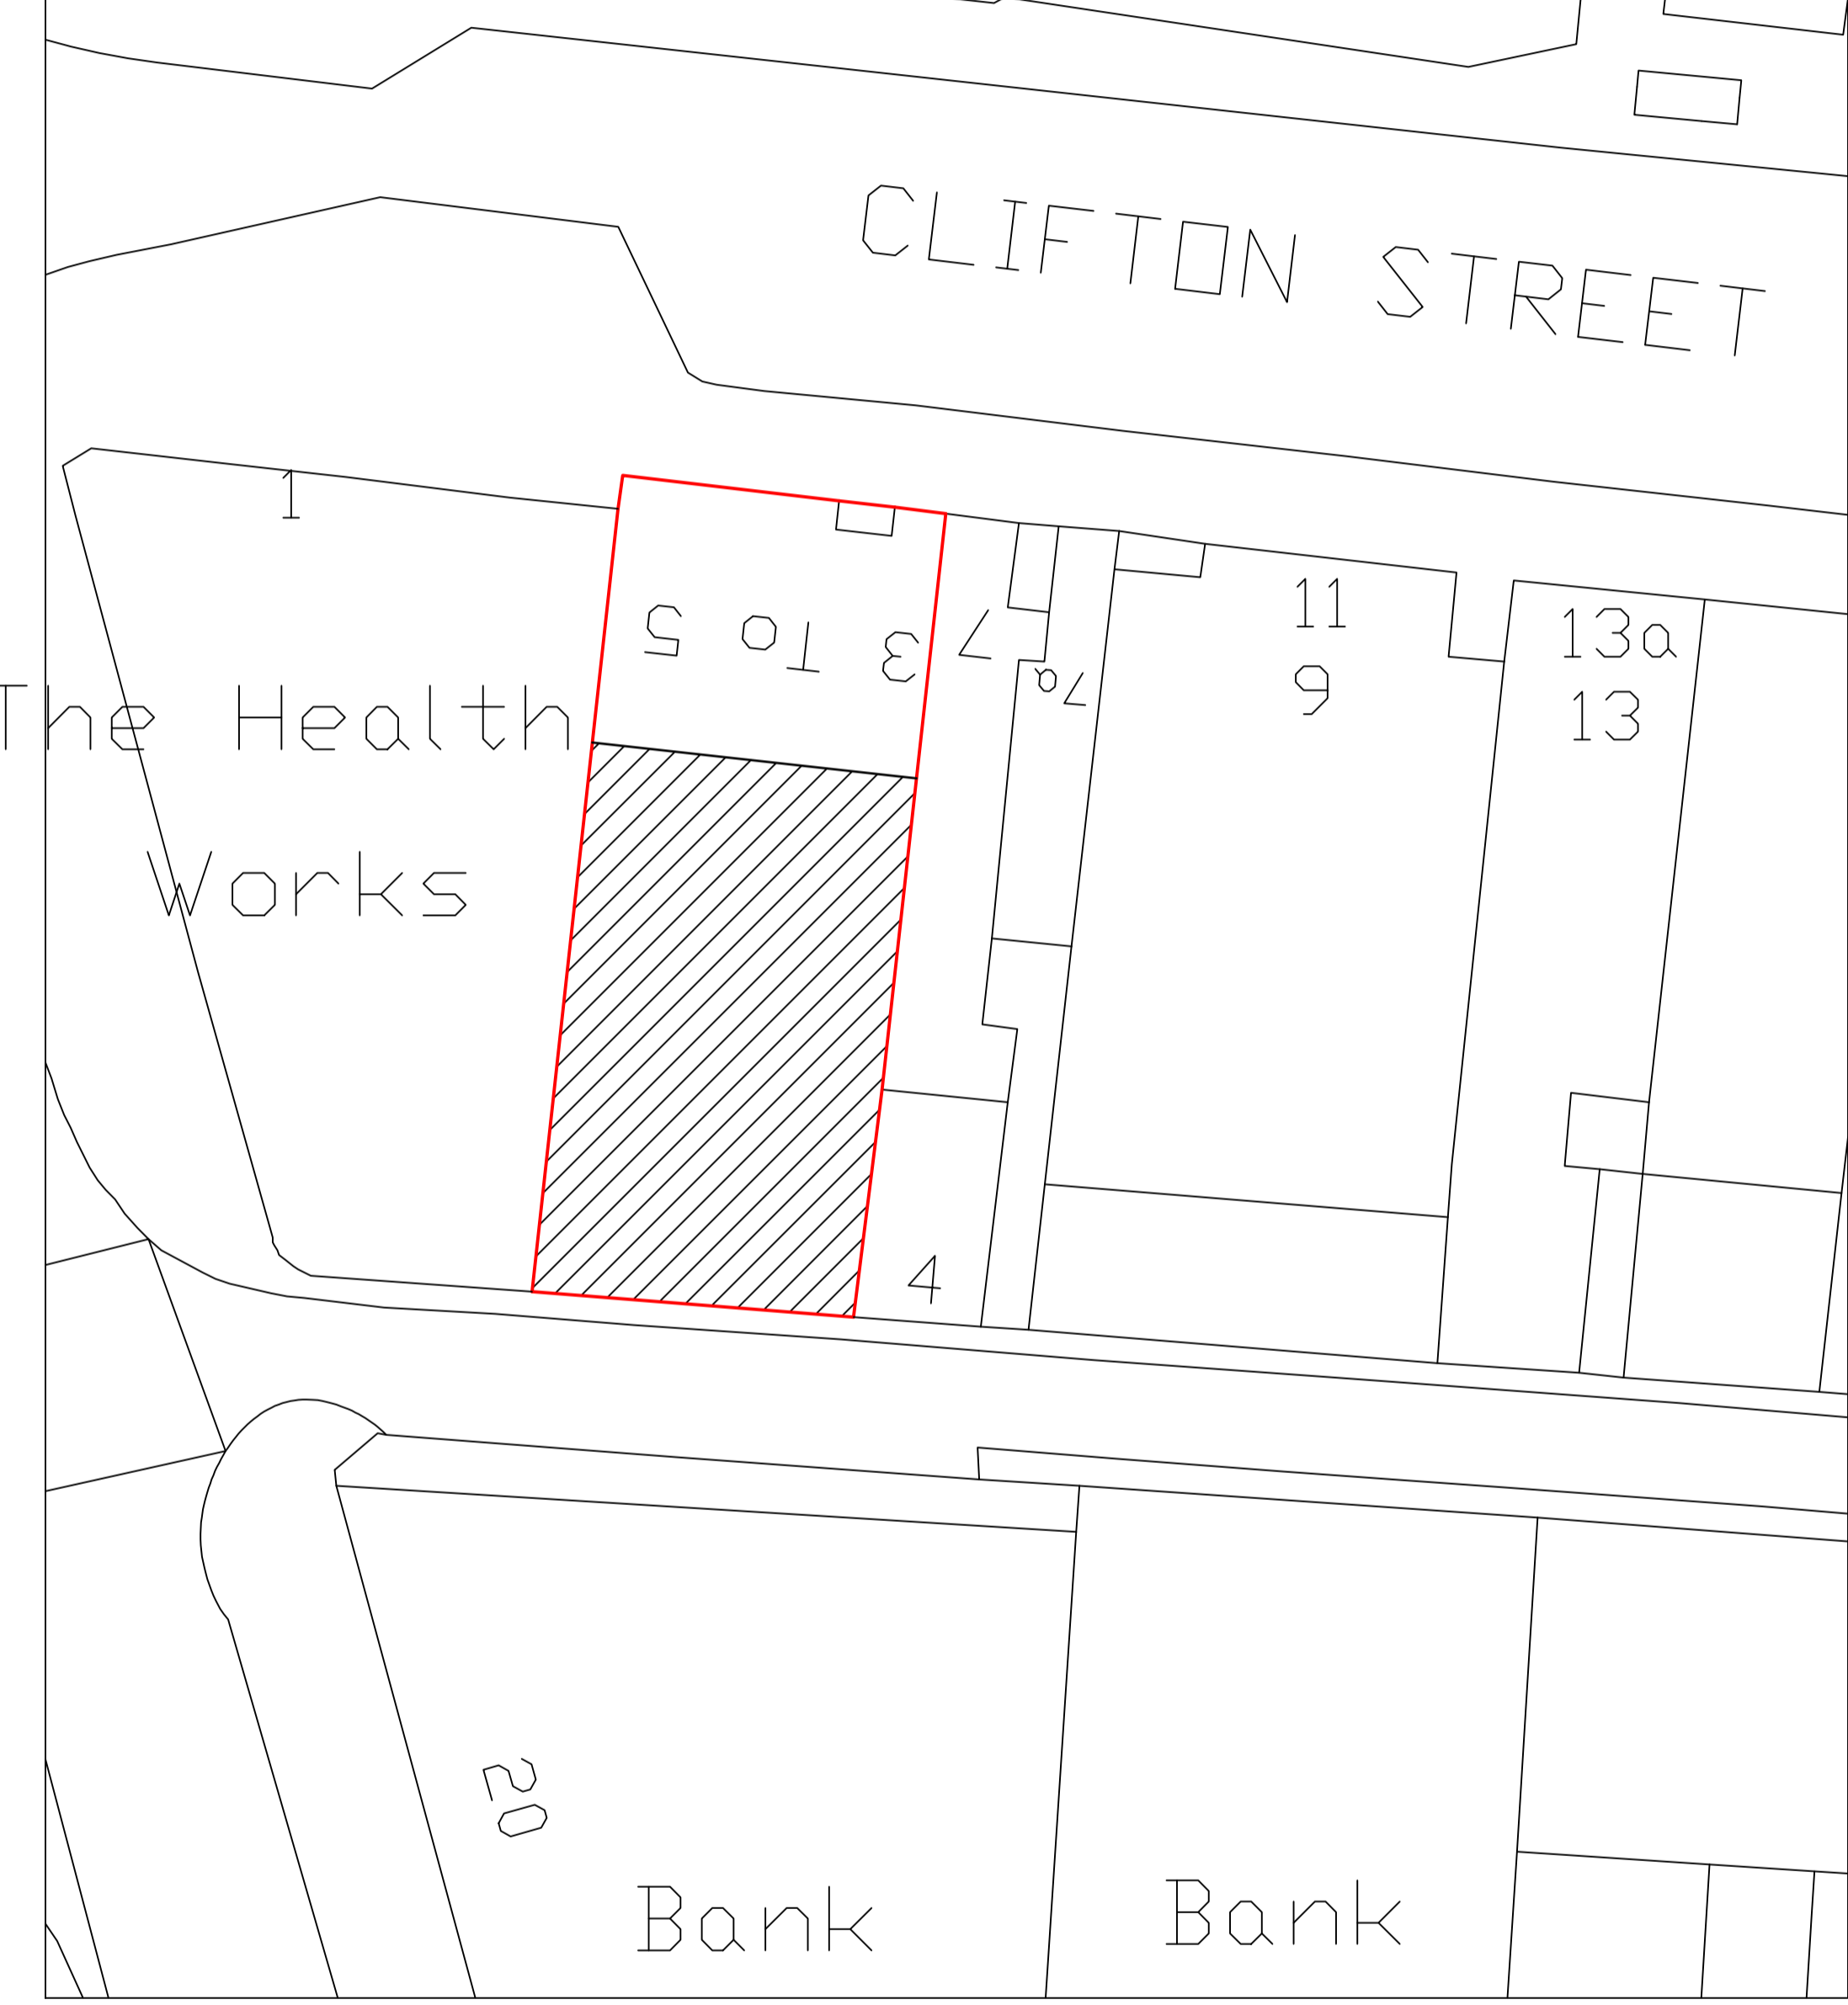 CLIFTON STREET
1
3 TO 5
7
7a
11
9
13a
13
The Health
Works
4
20
Bank
Bank